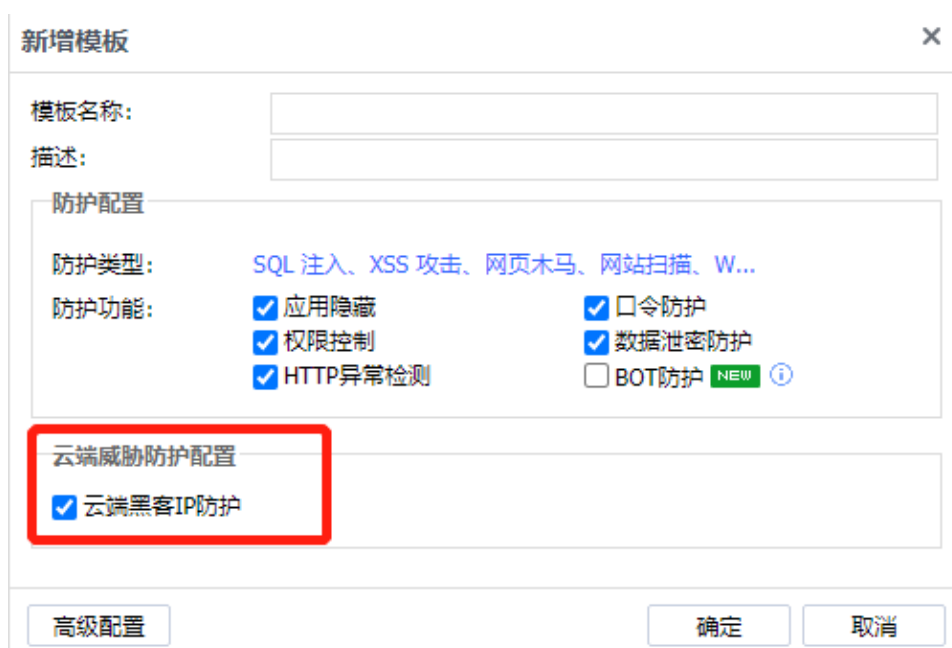 新增模板
模板名称：
描述：
防护配置
防护类型： SQL 注入、XSS 攻击、网页木马、网站扫描、W...
防护功能： 应用隐藏 口令防护
权限控制 数据泄密防护
HTTP异常检测 BOT防护 NEW
云端威胁防护配置
云端黑客IP防护
高级配置 确定 取消